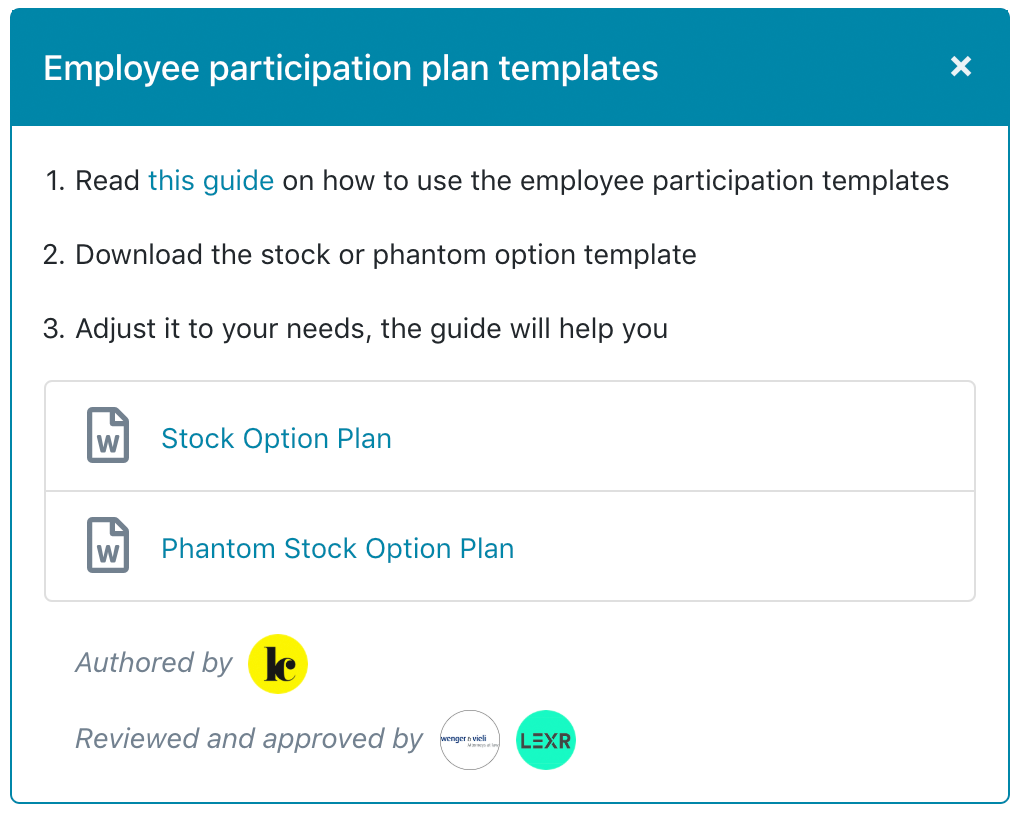 Employee participation plan templates
1. Read this guide on how to use the employee participation templates
2. Download the stock or phantom option template
3. Adjust it to your needs, the guide will help you
W Stock Option Plan
W Phantom Stock Option Plan
Authored by lc
Reviewed and approved by wenger & vieli LEXR
Attorneys at law